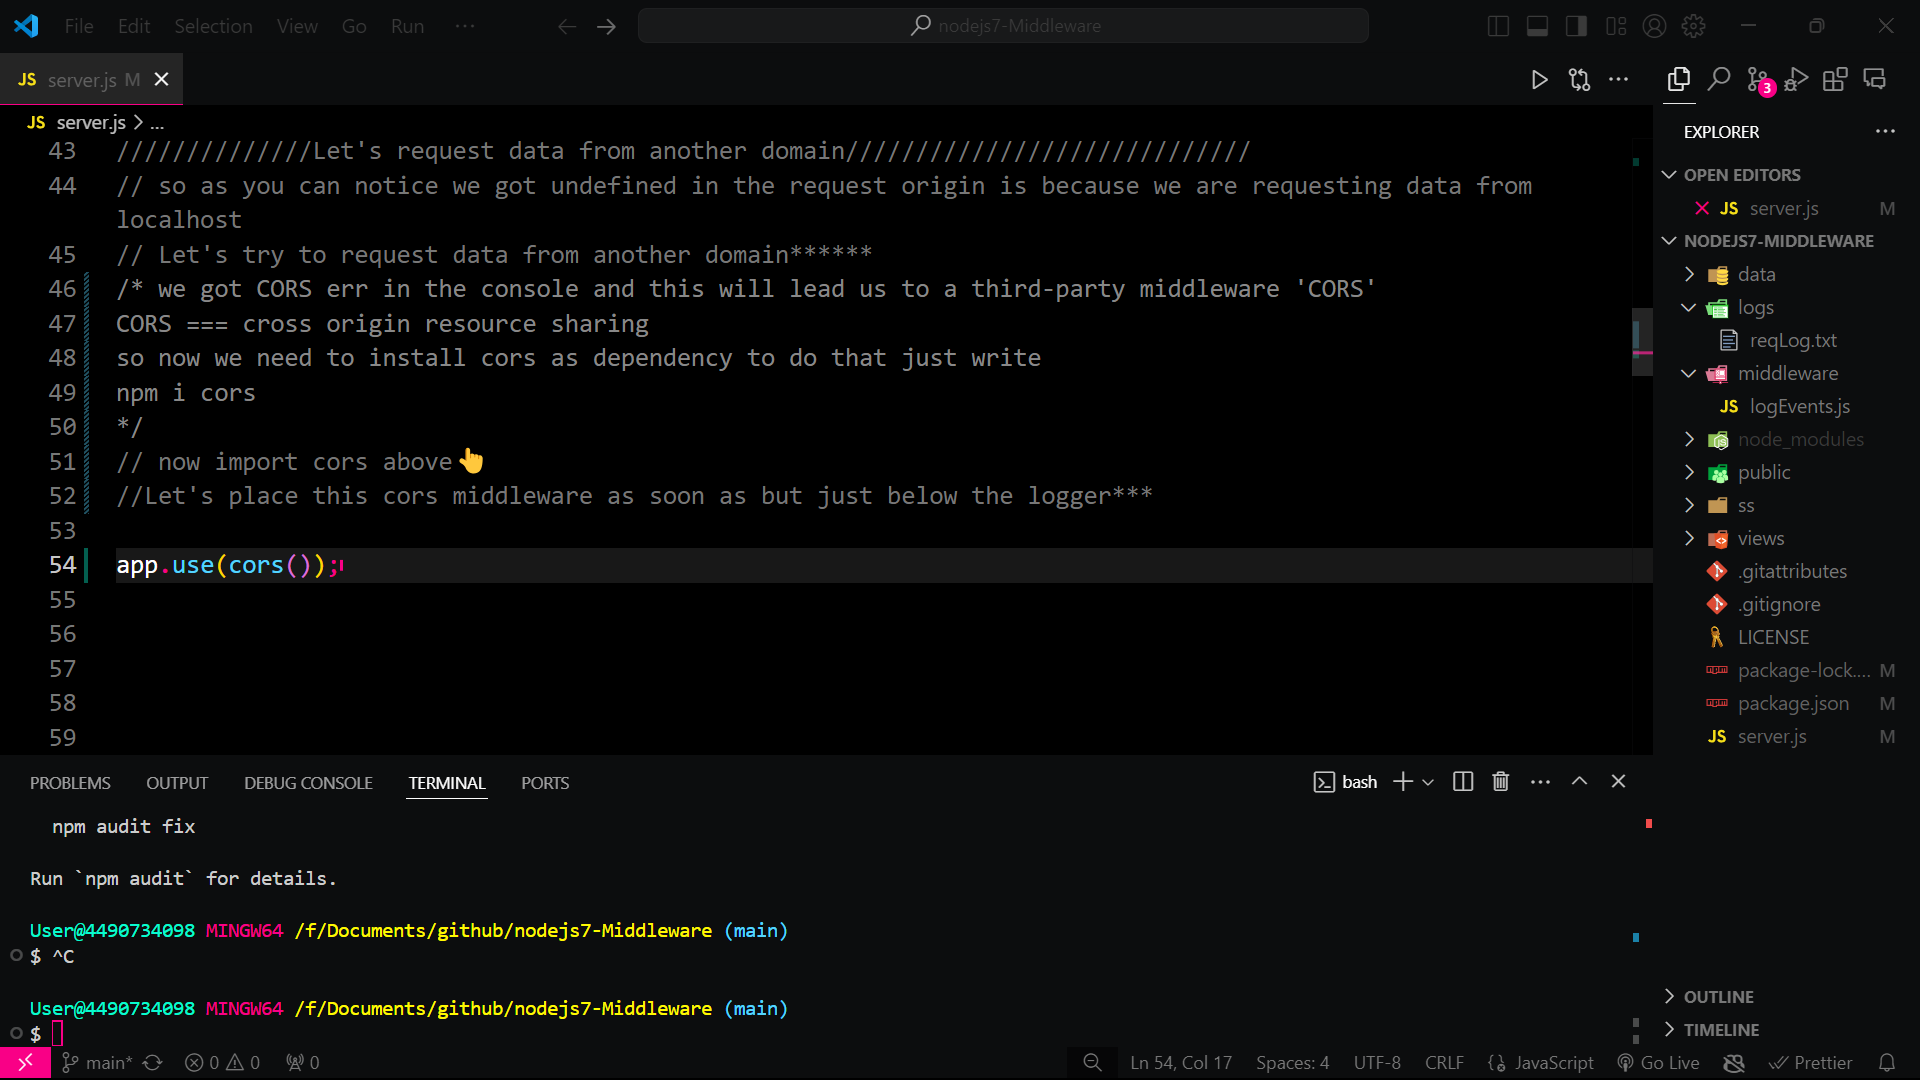 File Edit Selection View Go Run ··· nodejs7-Middleware
JS server.js M
JS server.js > ...
3
43 //////////////Let's request data from another domain/////////////////////////////
44 // so as you can notice we got undefined in the request origin is because we are requesting data from
localhost
45 // Let's try to request data from another domain******
46 /* we got CORS err in the console and this will lead us to a third-party middleware 'CORS'
47 CORS === cross origin resource sharing
48 so now we need to install cors as dependency to do that just write
49 npm i cors
50 */
51 // now import cors above👆
52 //Let's place this cors middleware as soon as but just below the logger***
53
54 app.use(cors());
55
56
57
58
59
EXPLORER
OPEN EDITORS
JS server.js M
NODEJS7-MIDDLEWARE
data
logs
reqLog.txt
middleware
JS logEvents.js
node_modules
public
ss
views
.gitattributes
.gitignore
LICENSE
package-lock.... M
package.json M
JS server.js M
OUTLINE
TIMELINE
PROBLEMS OUTPUT DEBUG CONSOLE TERMINAL PORTS bash
npm audit fix
Run `npm audit` for details.
User@4490734098 MINGW64 /f/Documents/github/nodejs7-Middleware (main)
$ ^C
User@4490734098 MINGW64 /f/Documents/github/nodejs7-Middleware (main)
$
main* 0 0 0 Ln 54, Col 17 Spaces: 4 UTF-8 CRLF {} JavaScript Go Live Prettier